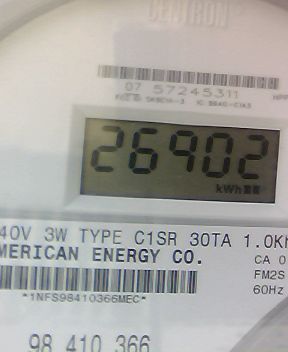 CENTRON
07 57245311
26902
kWh
40V 3W TYPE C1SR 30TA 1.0Kh
MERICAN ENERGY CO.
CA 0
FM2S
60Hz
*1NFS98410366MEC*
98 410 366